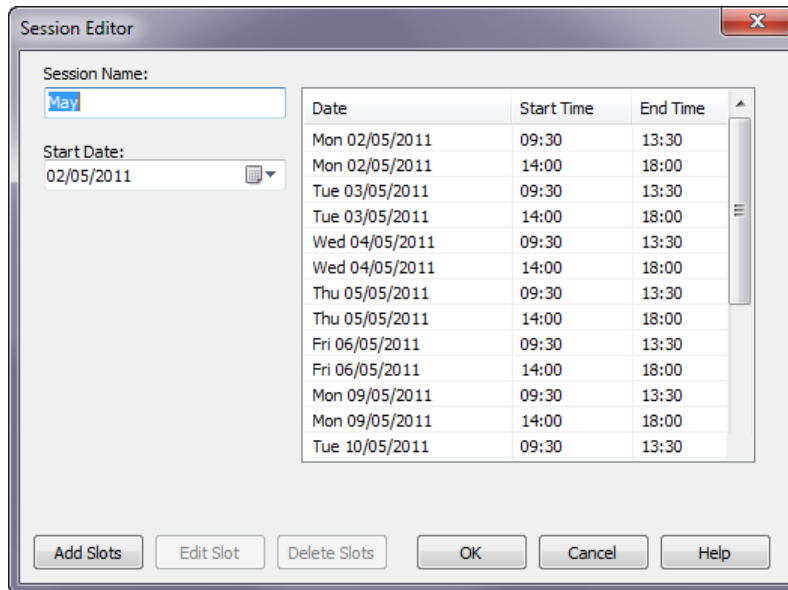 Session Editor
Session Name:
May
Start Date:
02/05/2011
Date Start Time End Time
Mon 02/05/2011 09:30 13:30
Mon 02/05/2011 14:00 18:00
Tue 03/05/2011 09:30 13:30
Tue 03/05/2011 14:00 18:00
Wed 04/05/2011 09:30 13:30
Wed 04/05/2011 14:00 18:00
Thu 05/05/2011 09:30 13:30
Thu 05/05/2011 14:00 18:00
Fri 06/05/2011 09:30 13:30
Fri 06/05/2011 14:00 18:00
Mon 09/05/2011 09:30 13:30
Mon 09/05/2011 14:00 18:00
Tue 10/05/2011 09:30 13:30
Add Slots Edit Slot Delete Slots OK Cancel Help